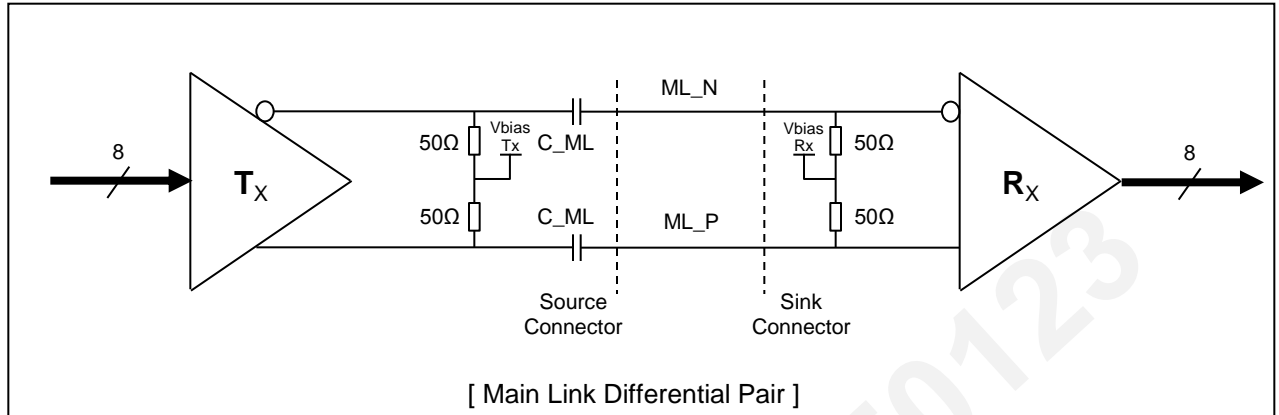 ML_N
Vbias
Tx
Vbias
Rx
50Ω
C_ML
50Ω
8
TX
RX
8
50Ω
C_ML
ML_P
50Ω
Source
Connector
Sink
Connector
[ Main Link Differential Pair ]
0123